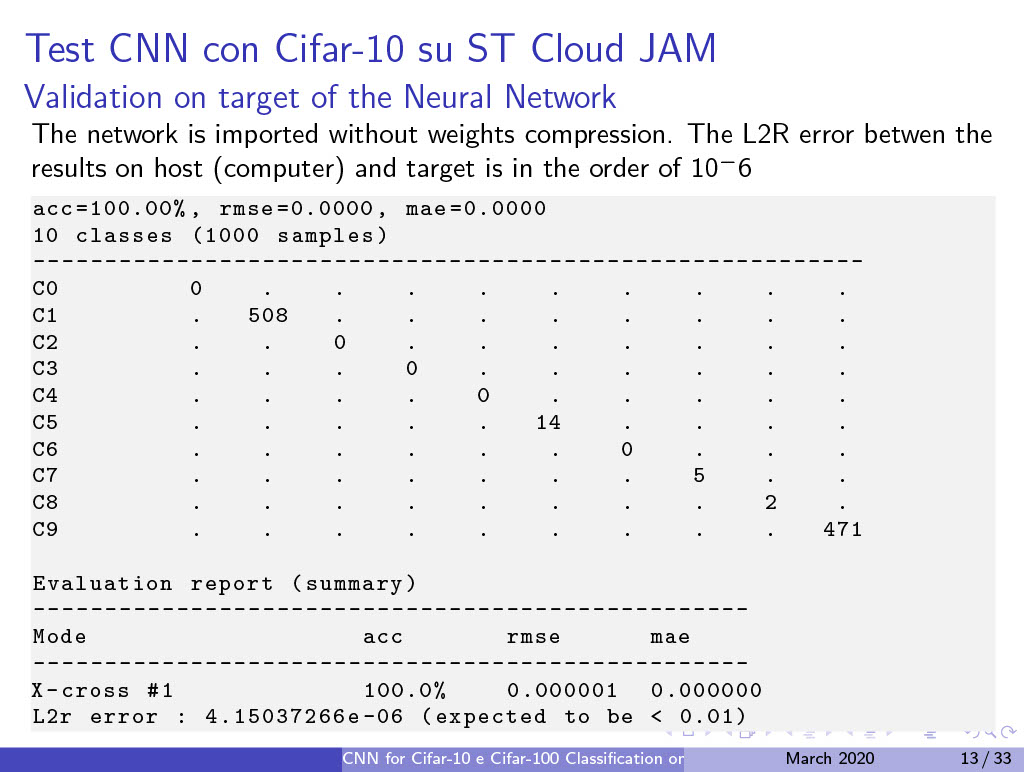 Test CNN con Cifar-10 su ST Cloud JAM
Validation on target of the Neural Network
The network is imported without weights compression. The L2R error betwen the
results on host (computer) and target is in the order of 10⁻6
acc=100.00%, rmse=0.0000, mae=0.0000
10 classes (1000 samples)
----------------------------------------------------------
C0 0 . . . . . . . . .
C1 . 508 . . . . . . . .
C2 . . 0 . . . . . . .
C3 . . . 0 . . . . . .
C4 . . . . 0 . . . . .
C5 . . . . . 14 . . . .
C6 . . . . . . 0 . . .
C7 . . . . . . . 5 . .
C8 . . . . . . . . 2 .
C9 . . . . . . . . . 471
Evaluation report (summary)
--------------------------------------------------
Mode acc rmse mae
--------------------------------------------------
X-cross #1 100.0% 0.000001 0.000000
L2r error : 4.15037266e-06 (expected to be < 0.01)
CNN for Cifar-10 e Cifar-100 Classification or March 2020 13 / 33